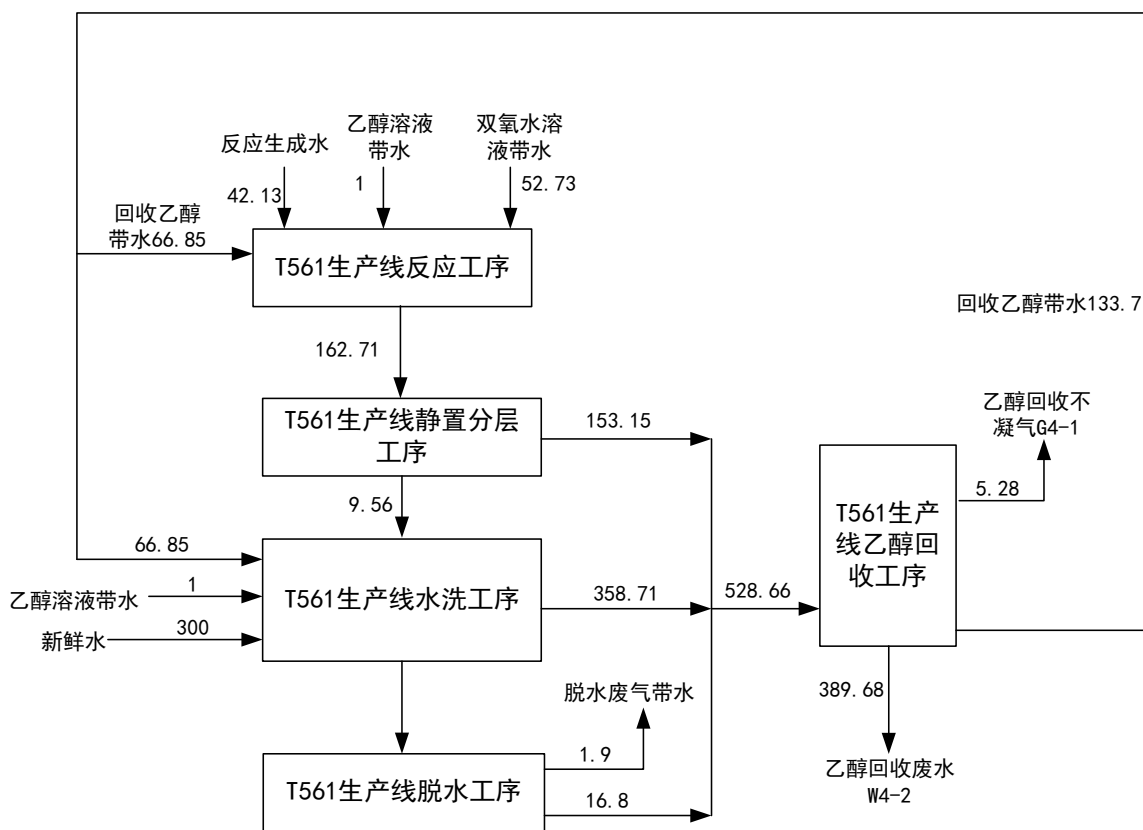 反应生成水
乙醇溶液
带水
双氧水溶
液带水
42.13
1
52.73
回收乙醇
带水66.85
T561生产线反应工序
回收乙醇带水133.7
162.71
T561生产线静置分层
工序
153.15
乙醇回收不
凝气G4-1
5.28
9.56
T561生产
线乙醇回
收工序
66.85
乙醇溶液带水
1
新鲜水
300
T561生产线水洗工序
358.71
528.66
389.68
脱水废气带水
1.9
T561生产线脱水工序
16.8
乙醇回收废水
W4-2